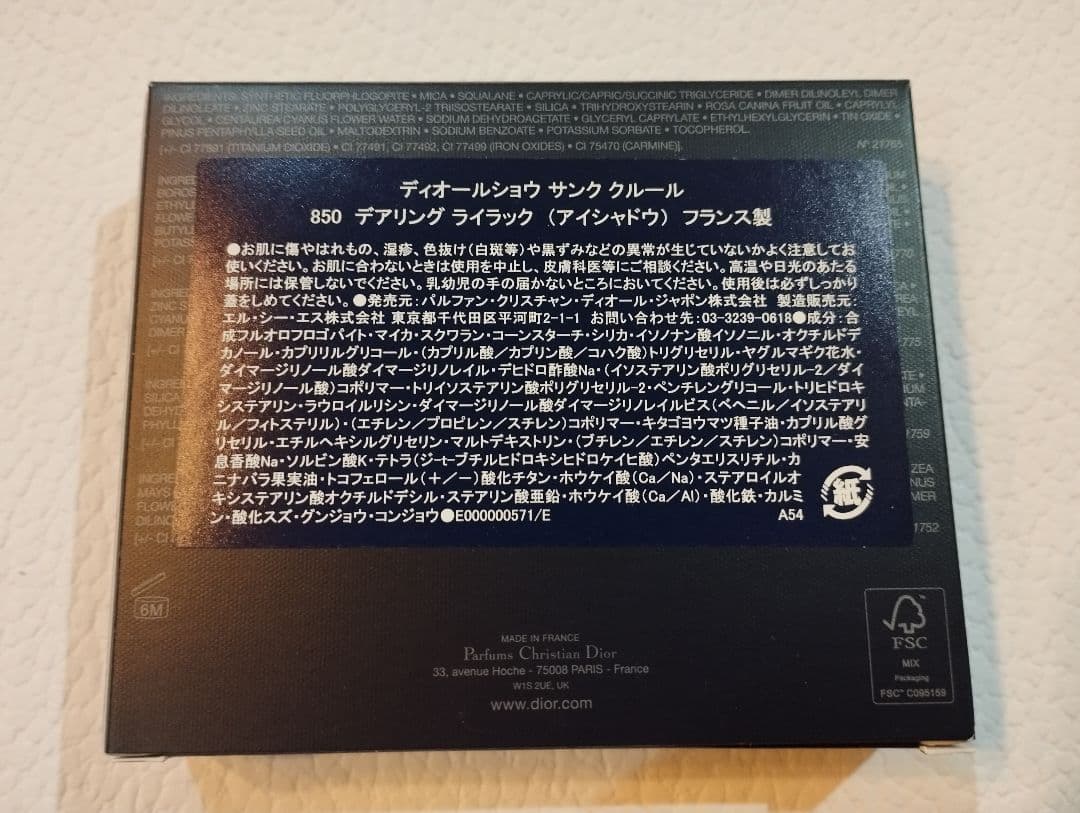 INGREDIENTS: SYNTHETIC FLUORPHLOGOPITE • MICA • SQUALANE • CAPRYLIC/CAPRIC/SUCCINIC TRIGLYCERIDE • DIMER DILINOLEYL DIMER
DILINOLEATE • ZINC STEARATE • POLYGLYCERYL-2 TRIISOSTEARATE • SILICA • TRIHYDROXYSTEARIN • ROSA CANINA FRUIT OIL • CAPRYLYL
GLYCOL • CENTAUREA CYANUS FLOWER WATER • SODIUM DEHYDROACETATE • GLYCERYL CAPRYLATE • ETHYLHEXYLGLYCERIN • TIN OXIDE •
PINUS PENTAPHYLLA SEED OIL • MALTODEXTRIN • SODIUM BENZOATE • POTASSIUM SORBATE • TOCOPHEROL.
[+/- CI 77891 (TITANIUM DIOXIDE) • CI 77491, CI 77492, CI 77499 (IRON OXIDES) • CI 75470 (CARMINE)].
ディオールショウ サンク クルール
850 デアリング ライラック (アイシャドウ) フランス製
●お肌に傷やはれもの、湿疹、色抜け(白斑等)や黒ずみなどの異常が生じていないかよく注意してお
使いください。お肌に合わないときは使用を中止し、皮膚科医等にご相談ください。高温や日光のあたる
場所には保管しないでください。乳幼児の手の届かないところにおいてください。使用後は必ずしっかり
蓋をしめてください。●発売元:パルファン・クリスチャン・ディオール・ジャポン株式会社 製造販売元:
エル・シー・エス株式会社 東京都千代田区平河町2-1-1 お問い合わせ先:03-3239-0618●成分:合
成フルオロフロゴパイト・マイカ・スクワラン・コーンスターチ・シリカ・イソノナン酸イソノニル・オクチルドデ
カノール・カプリリルグリコール・(カプリル酸/カプリン酸/コハク酸)トリグリセリル・ヤグルマギク花水・
ダイマージリノール酸ダイマージリノレイル・デヒドロ酢酸Na・(イソステアリン酸ポリグリセリル-2/ダイ
マージリノール酸)コポリマー・トリイソステアリン酸ポリグリセリル-2・ペンチレングリコール・トリヒドロキ
システアリン・ラウロイルリシン・ダイマージリノール酸ダイマージリノレイルビス(ベヘニル/イソステアリ
ル/フィトステリル)・(エチレン/プロピレン/スチレン)コポリマー・キタゴヨウマツ種子油・カプリル酸グ
リセリル・エチルヘキシルグリセリン・マルトデキストリン・(ブチレン/エチレン/スチレン)コポリマー・安
息香酸Na・ソルビン酸K・テトラ(ジ-t-ブチルヒドロキシヒドロケイヒ酸)ペンタエリスリチル・カ
ニナバラ果実油・トコフェロール(+/-)酸化チタン・ホウケイ酸(Ca/Na)・ステアロイルオ
キシステアリン酸オクチルドデシル・ステアリン酸亜鉛・ホウケイ酸(Ca/Al)・酸化鉄・カルミ
ン・酸化スズ・グンジョウ・コンジョウ●E000000571/E A54
紙
6M
MADE IN FRANCE
Parfums Christian Dior
33, avenue Hoche - 75008 PARIS - France
W1S 2UE, UK
www.dior.com
FSC
MIX
Packaging
FSC™ C095159